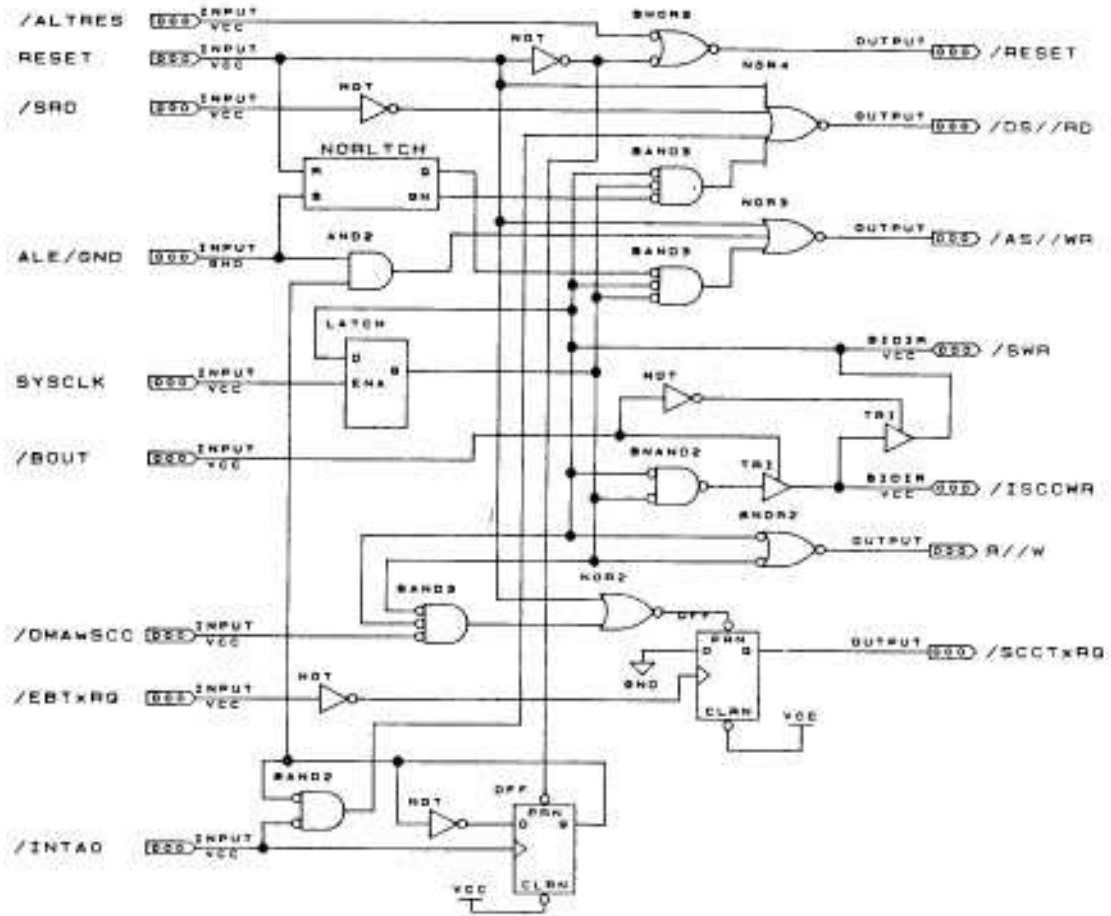 /ALTRES INPUT VCC BNOR2 OUTPUT /RESET
RESET INPUT VCC NOT
NOR4
/SRD INPUT VCC NOT OUTPUT /DS//RD
NORLTCH
R Q
S QN
BAND3
NOR3
ALE/GND INPUT GND AND2 OUTPUT /AS//WR
BAND3
LATCH
D Q
ENA
BIDIR VCC /SWR
SYSCLK INPUT VCC
NOT
TRI
/BOUT INPUT VCC
BNAND2 TRI BIDIR VCC /ISCCWR
BNOR2 OUTPUT R//W
BAND3 NOR2
/DMAWSCC INPUT VCC
DFF
PRN
D Q
CLRN
GND
VCC
OUTPUT /SCCTxRQ
/EBTxRQ INPUT VCC NOT
BAND2
NOT
DFF
PRN
D Q
CLRN
VCC
/INTAO INPUT VCC